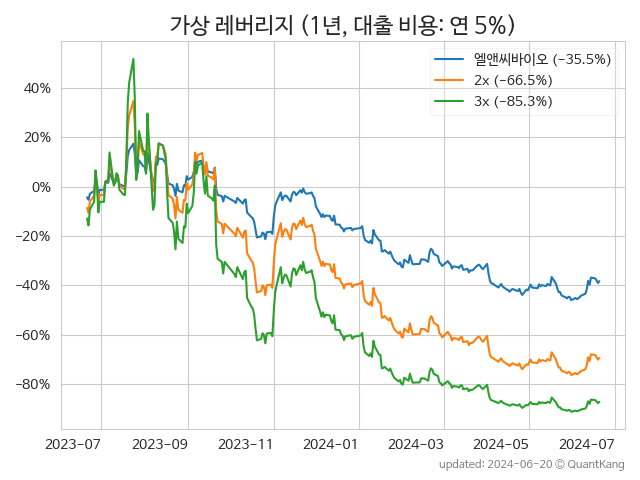 가상 레버리지 (1년, 대출 비용: 연 5%)
엘앤씨바이오 (-35.5%)
2x (-66.5%)
3x (-85.3%)
40%
20%
0%
−20%
−40%
−60%
−80%
2023-07 2023-09 2023-11 2024-01 2024-03 2024-05 2024-07
updated: 2024-06-20 © QuantKang